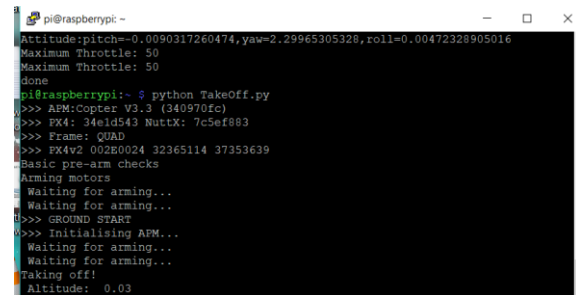 pi@raspberrypi: ~
Attitude:pitch=-0.0090317260474,yaw=2.29965305328,roll=0.00472328905016
Maximum Throttle: 50
Maximum Throttle: 50
done
pi@raspberrypi:~ $ python TakeOff.py
>>> APM:Copter V3.3 (340970fc)
>>> PX4: 34e1d543 NuttX: 7c5ef883
>>> Frame: QUAD
>>> PX4v2 002E0024 32365114 37353639
Basic pre-arm checks
Arming motors
Waiting for arming...
Waiting for arming...
>>> GROUND START
>>> Initialising APM...
Waiting for arming...
Waiting for arming...
Taking off!
Altitude:  0.03